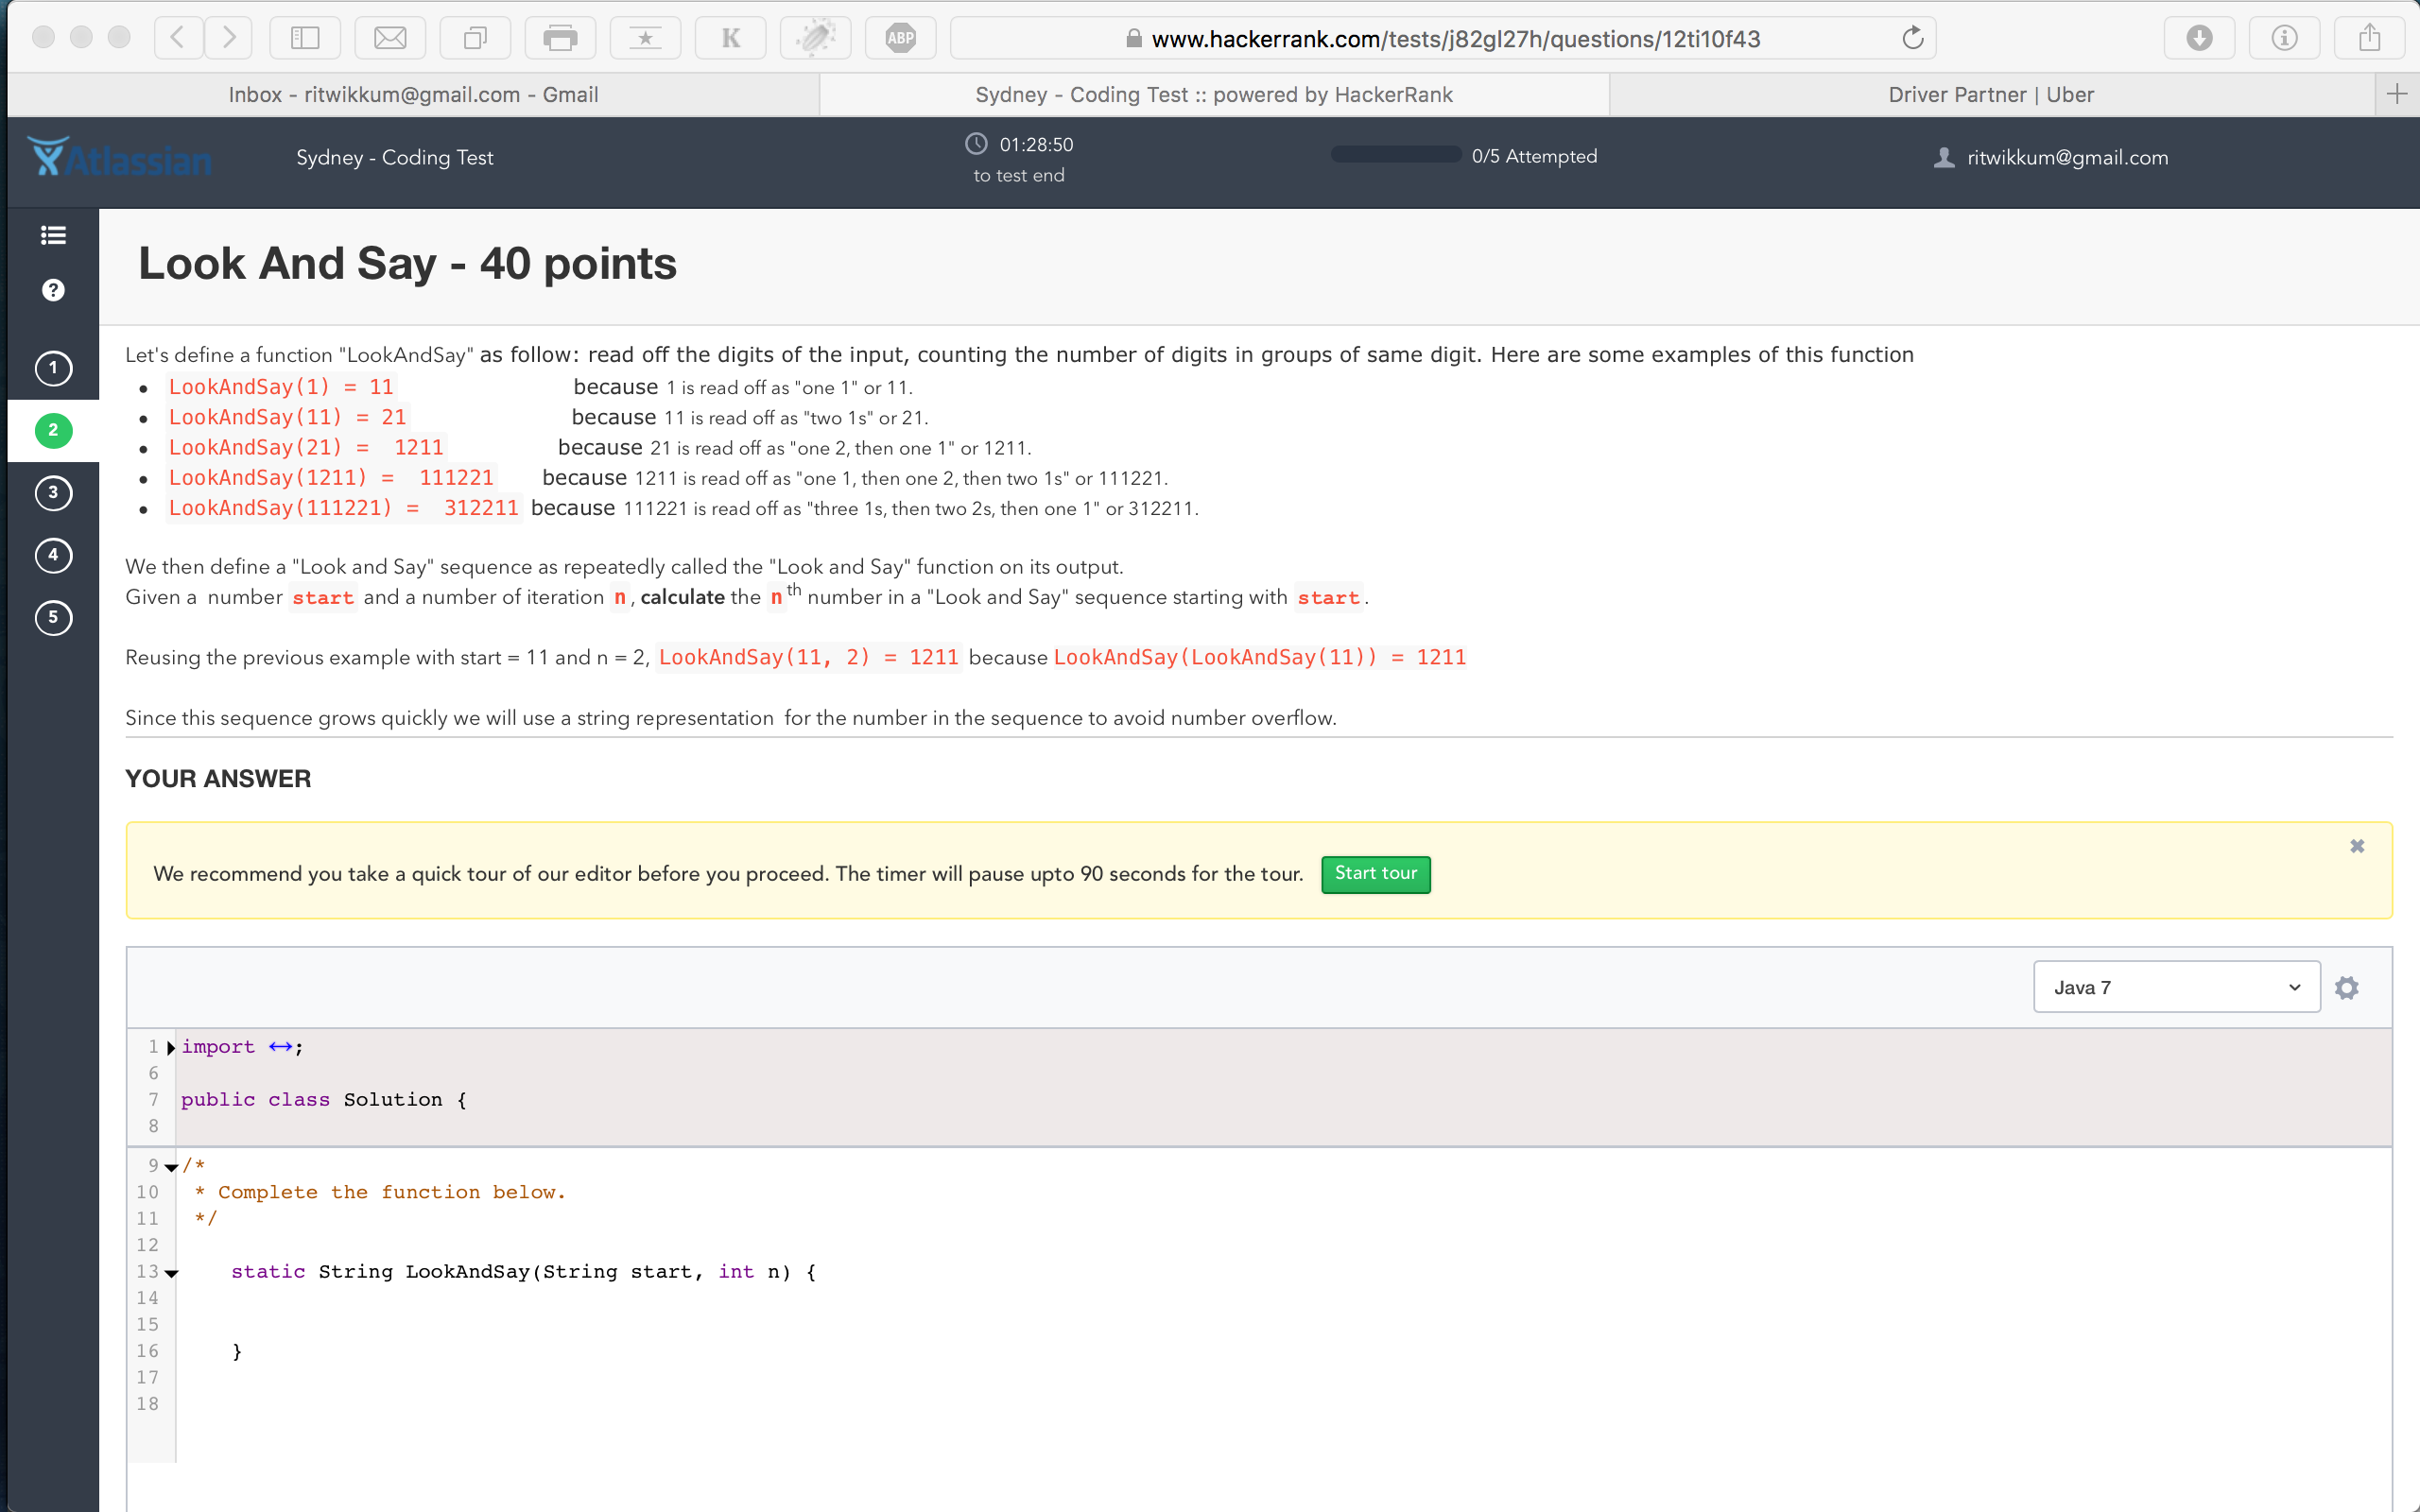 K
ABP
www.hackerrank.com/tests/j82gl27h/questions/12ti10f43
Inbox - ritwikkum@gmail.com - Gmail
Sydney - Coding Test :: powered by HackerRank
Driver Partner | Uber
Atlassian
Sydney - Coding Test
01:28:50
to test end
0/5 Attempted
ritwikkum@gmail.com
?
1
2
3
4
5
Look And Say - 40 points
Let's define a function "LookAndSay" as follow: read off the digits of the input, counting the number of digits in groups of same digit. Here are some examples of this function
• LookAndSay(1) = 11 because 1 is read off as "one 1" or 11.
• LookAndSay(11) = 21 because 11 is read off as "two 1s" or 21.
• LookAndSay(21) =  1211 because 21 is read off as "one 2, then one 1" or 1211.
• LookAndSay(1211) =  111221 because 1211 is read off as "one 1, then one 2, then two 1s" or 111221.
• LookAndSay(111221) =  312211 because 111221 is read off as "three 1s, then two 2s, then one 1" or 312211.
We then define a "Look and Say" sequence as repeatedly called the "Look and Say" function on its output.
Given a  number start and a number of iteration n, calculate the nth number in a "Look and Say" sequence starting with start.
Reusing the previous example with start = 11 and n = 2, LookAndSay(11, 2) = 1211 because LookAndSay(LookAndSay(11)) = 1211
Since this sequence grows quickly we will use a string representation  for the number in the sequence to avoid number overflow.
YOUR ANSWER
We recommend you take a quick tour of our editor before you proceed. The timer will pause upto 90 seconds for the tour. Start tour
Java 7
1 import ↔;
6
7 public class Solution {
8
9 /*
10  * Complete the function below.
11  */
12
13     static String LookAndSay(String start, int n) {
14
15
16     }
17
18